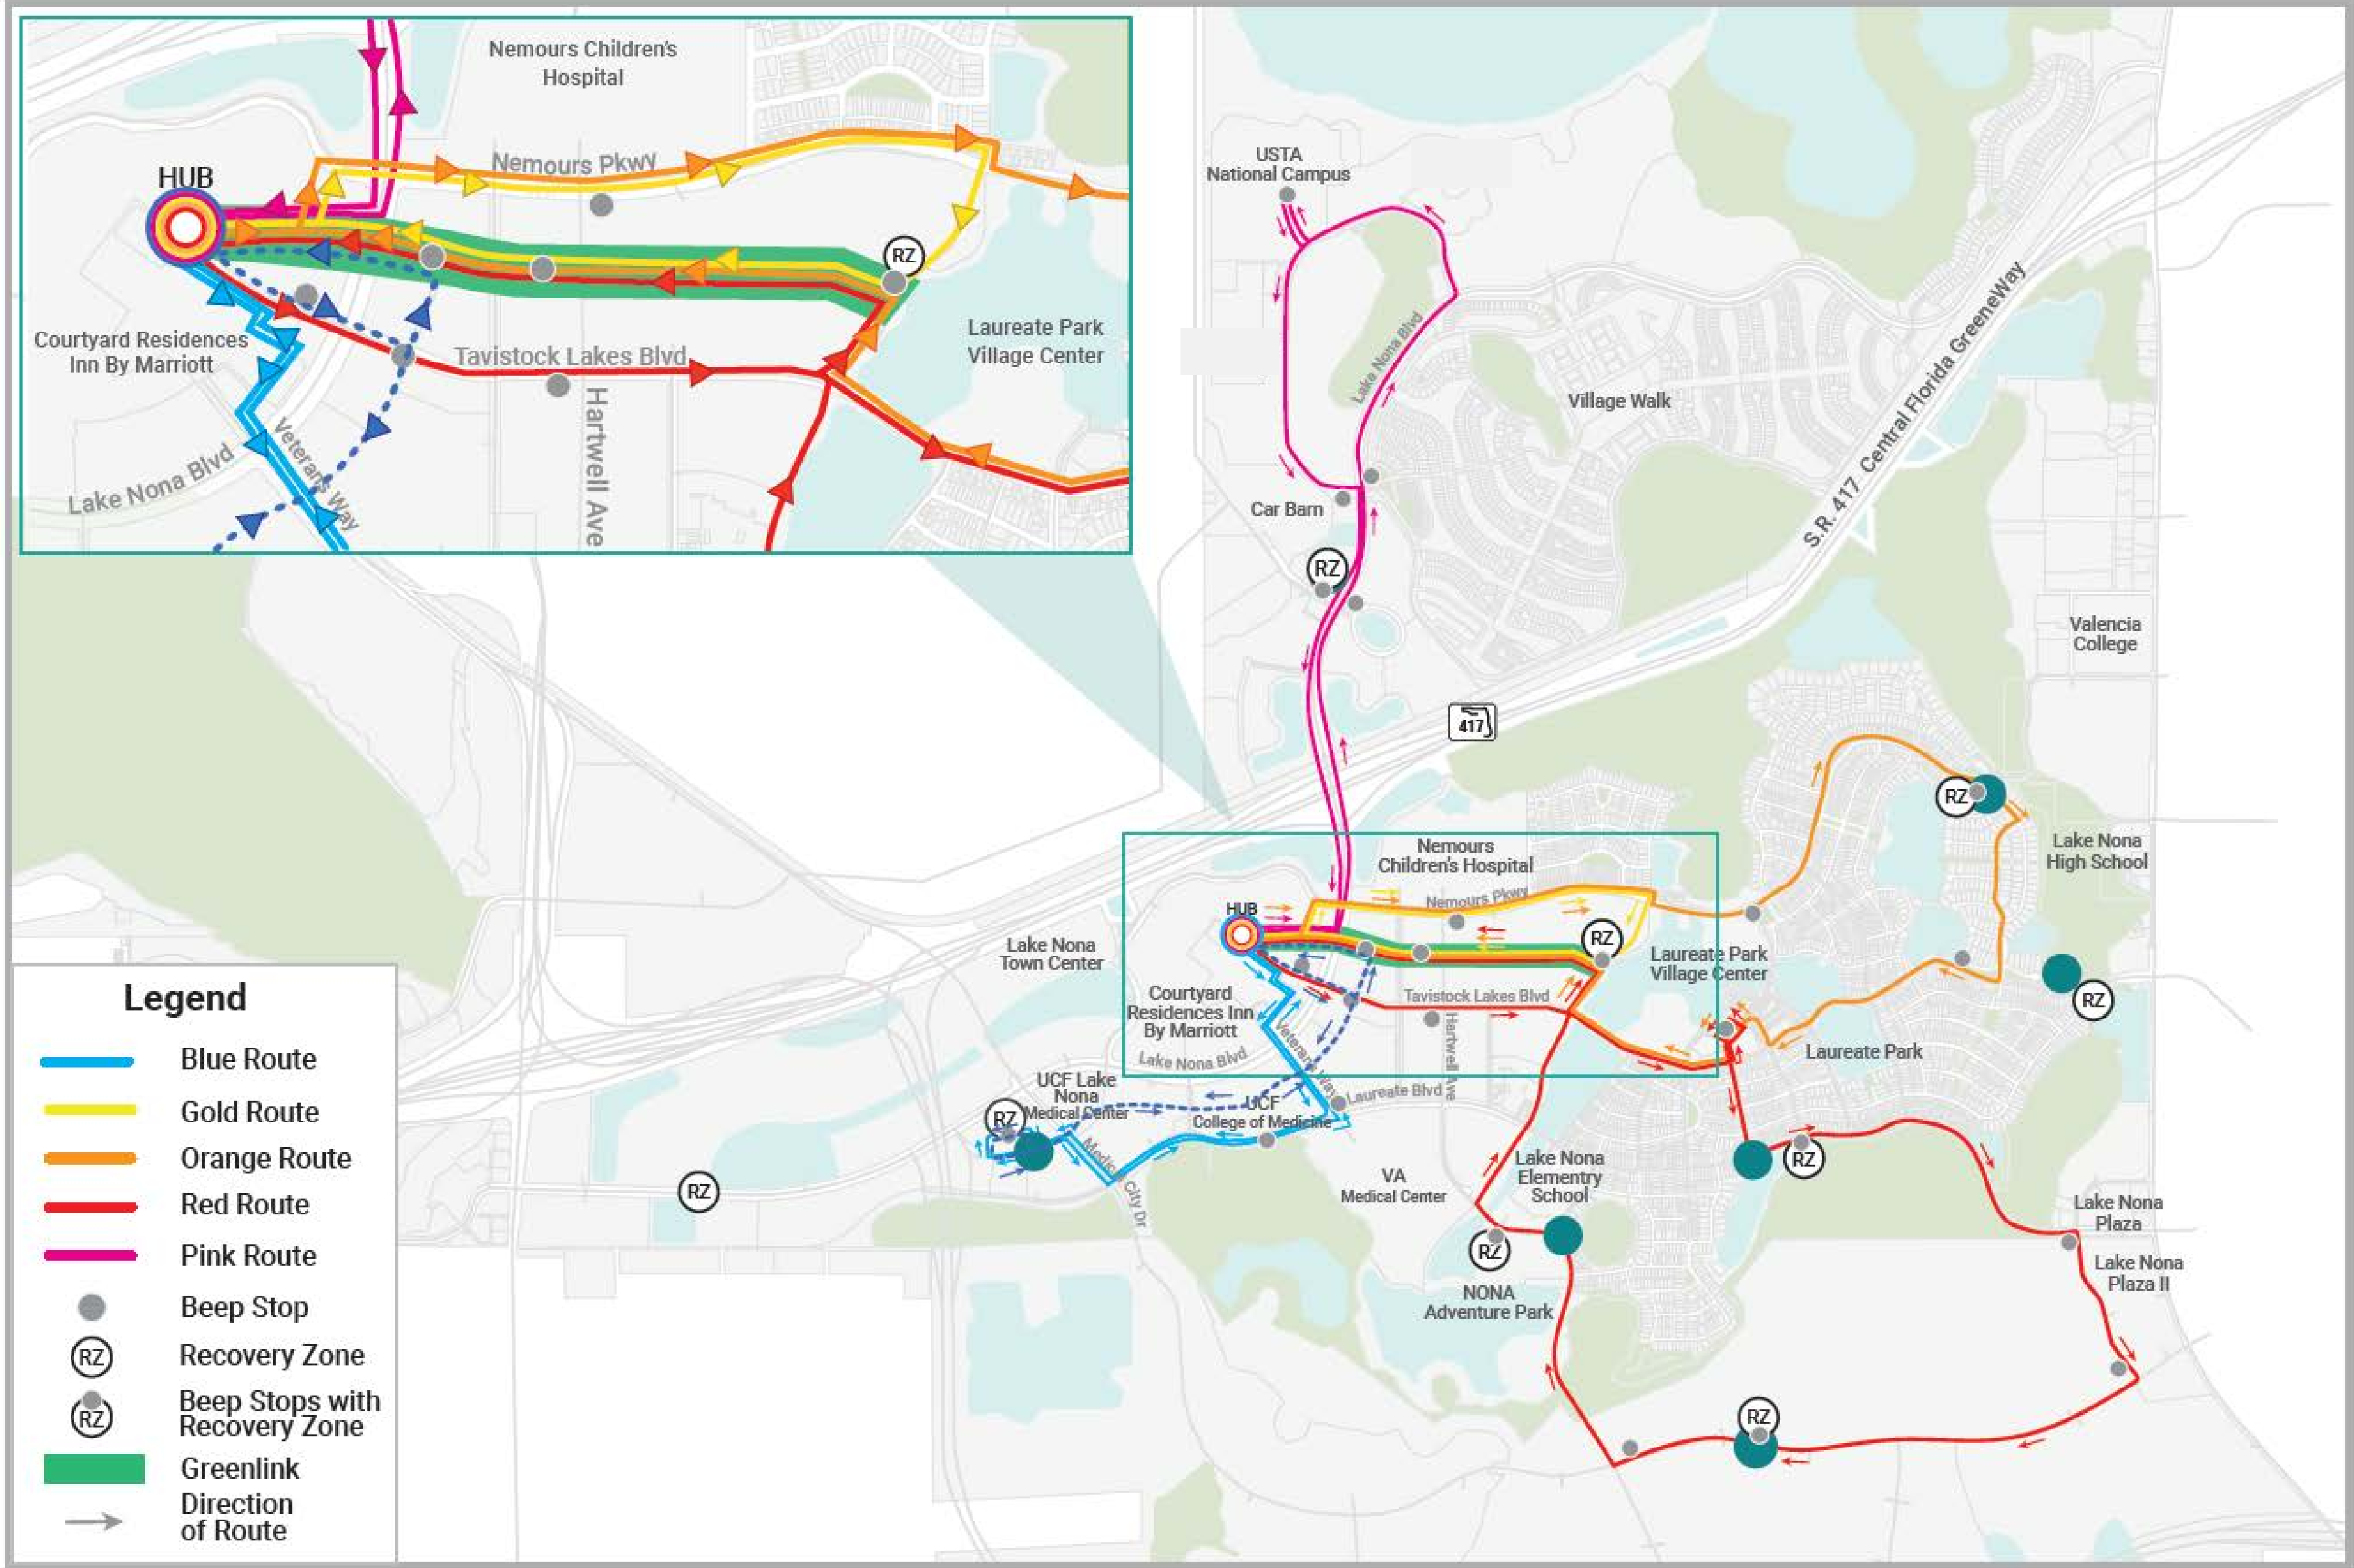 Nemours Children's
Hospital
Nemours Pkwy
HUB
RZ
Courtyard Residences
Inn By Marriott
Tavistock Lakes Blvd
Laureate Park
Village Center
Hartwell Ave
Veterans Way
Lake Nona Blvd
USTA
National Campus
Lake Nona Blvd
Village Walk
S.R. 417 Central Florida GreeneWay
Car Barn
RZ
Valencia
College
417
RZ
Lake Nona
High School
Nemours
Children's Hospital
Nemours Pkwy
HUB
RZ
Lake Nona
Town Center
Laureate Park
Village Center
RZ
Courtyard
Residences Inn
By Marriott
Tavistock Lakes Blvd
Hartwell Ave
Veterans Way
Lake Nona Blvd
Laureate Park
UCF Lake
Nona
Medical Center
RZ
Laureate Blvd
UCF
College of Medicine
Medical City Dr
RZ
VA
Medical Center
Lake Nona
Elementry
School
RZ
Lake Nona
Plaza
RZ
Lake Nona
Plaza II
NONA
Adventure Park
RZ
Legend
Blue Route
Gold Route
Orange Route
Red Route
Pink Route
Beep Stop
RZ
Recovery Zone
RZ
Beep Stops with
Recovery Zone
Greenlink
Direction
of Route